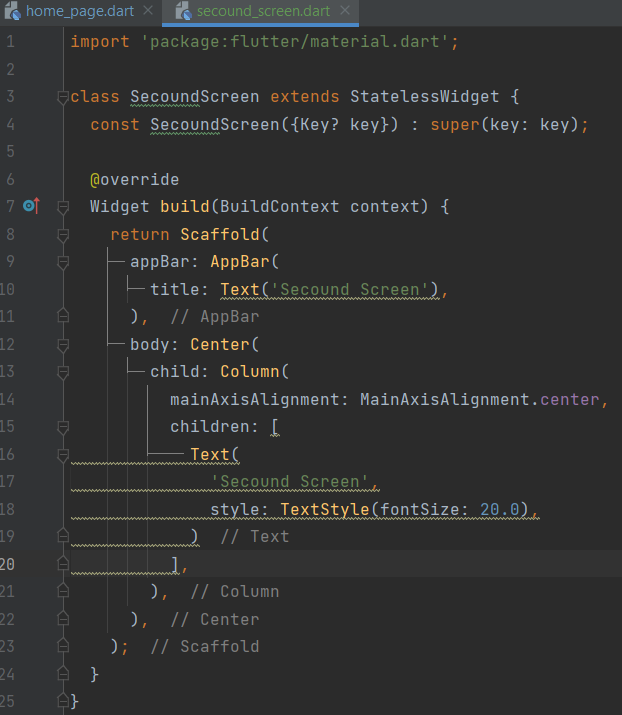 home_page.dart secound_screen.dart
1 import 'package:flutter/material.dart';
2
3 class SecoundScreen extends StatelessWidget {
4 const SecoundScreen({Key? key}) : super(key: key);
5
6 @override
7 Widget build(BuildContext context) {
8 return Scaffold(
9 appBar: AppBar(
10 title: Text('Secound Screen'),
11 ), // AppBar
12 body: Center(
13 child: Column(
14 mainAxisAlignment: MainAxisAlignment.center,
15 children: [
16 Text(
17 'Secound Screen',
18 style: TextStyle(fontSize: 20.0),
19 ) // Text
20 ],
21 ), // Column
22 ), // Center
23 ); // Scaffold
24 }
25 }